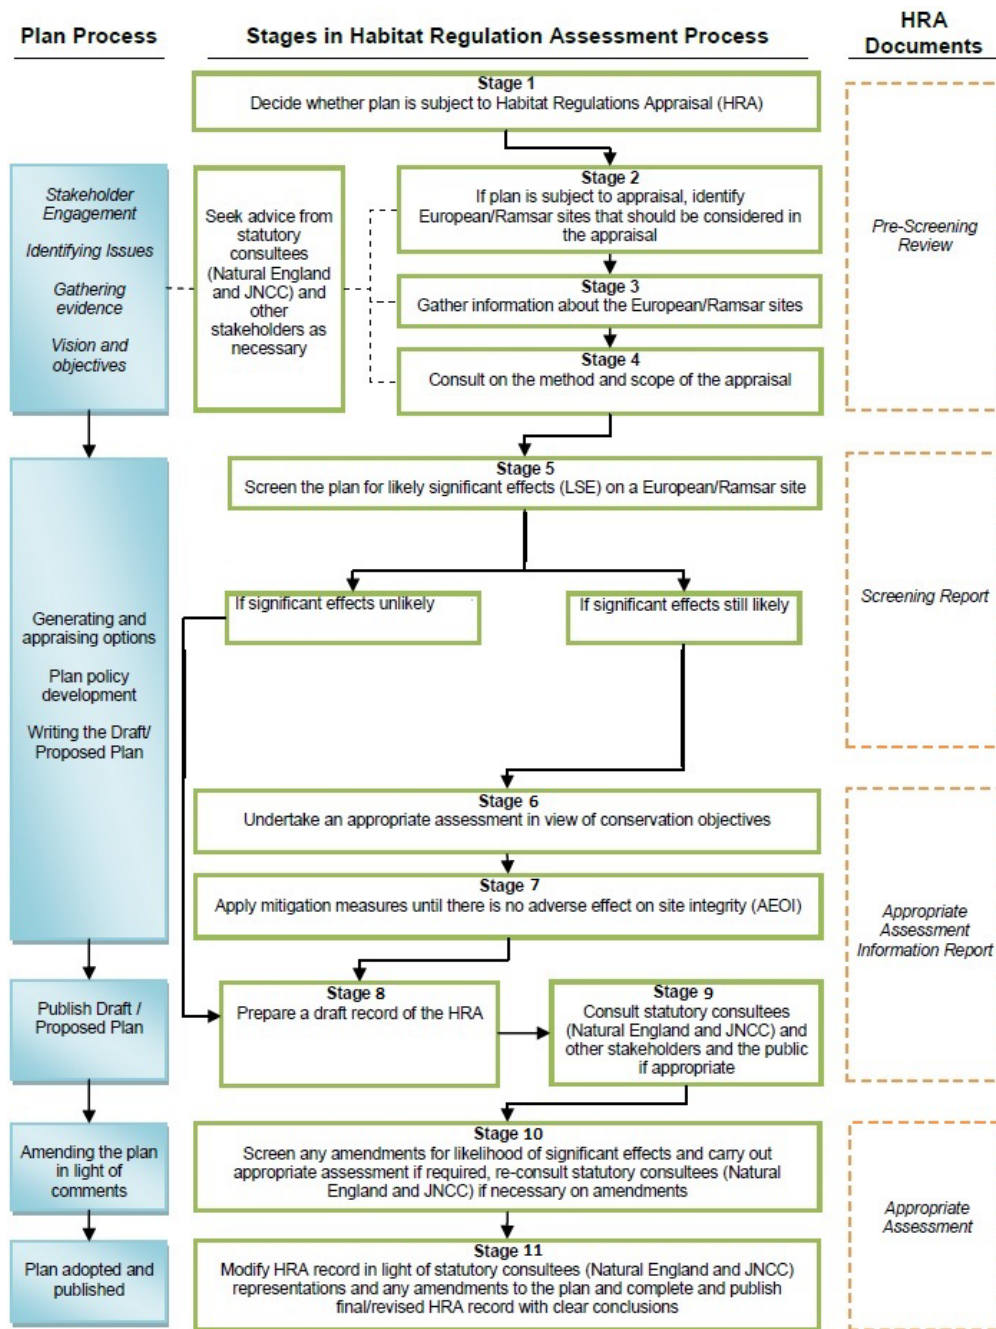 Plan Process
Stages in Habitat Regulation Assessment Process
HRA
Documents
Stage 1
Decide whether plan is subject to Habitat Regulations Appraisal (HRA)
Stakeholder
Engagement
Identifying Issues
Gathering
evidence
Vision and
objectives
Seek advice from
statutory
consultees
(Natural England
and JNCC) and
other
stakeholders as
necessary
Stage 2
If plan is subject to appraisal, identify
European/Ramsar sites that should be considered in
the appraisal
Stage 3
Gather information about the European/Ramsar sites
Stage 4
Consult on the method and scope of the appraisal
Pre-Screening
Review
Stage 5
Screen the plan for likely significant effects (LSE) on a European/Ramsar site
If significant effects unlikely
If significant effects still likely
Generating and
appraising options
Plan policy
development
Writing the Draft/
Proposed Plan
Screening Report
Stage 6
Undertake an appropriate assessment in view of conservation objectives
Stage 7
Apply mitigation measures until there is no adverse effect on site integrity (AEOI)
Appropriate
Assessment
Information Report
Publish Draft /
Proposed Plan
Stage 8
Prepare a draft record of the HRA
Stage 9
Consult statutory consultees
(Natural England and JNCC) and
other stakeholders and the public
if appropriate
Amending the plan
in light of
comments
Stage 10
Screen any amendments for likelihood of significant effects and carry out
appropriate assessment if required, re-consult statutory consultees (Natural
England and JNCC) if necessary on amendments
Appropriate
Assessment
Plan adopted and
published
Stage 11
Modify HRA record in light of statutory consultees (Natural England and JNCC)
representations and any amendments to the plan and complete and publish
final/revised HRA record with clear conclusions